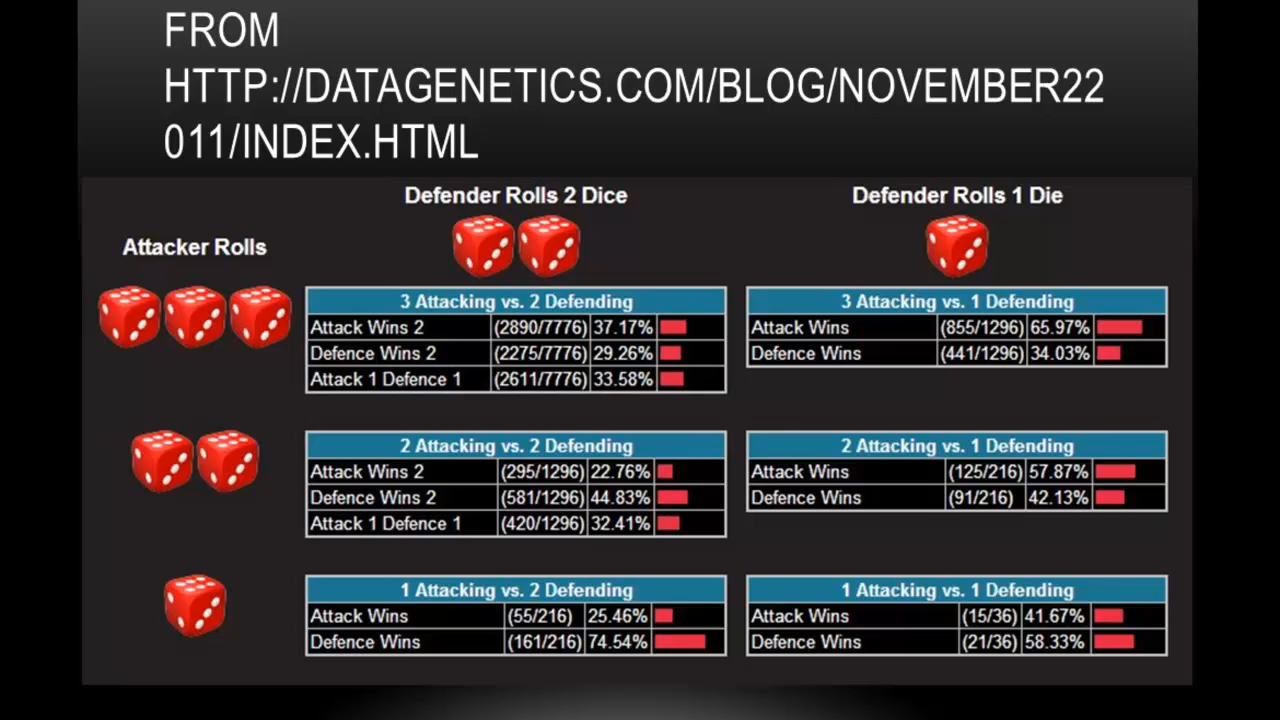 FROM
HTTP://DATAGENETICS.COM/BLOG/NOVEMBER22
011/INDEX.HTML
Defender Rolls 2 Dice
Defender Rolls 1 Die
Attacker Rolls
3 Attacking vs. 2 Defending
Attack Wins 2 (2890/7776) 37.17%
Defence Wins 2 (2275/7776) 29.26%
Attack 1 Defence 1 (2611/7776) 33.58%
3 Attacking vs. 1 Defending
Attack Wins (855/1296) 65.97%
Defence Wins (441/1296) 34.03%
2 Attacking vs. 2 Defending
Attack Wins 2 (295/1296) 22.76%
Defence Wins 2 (581/1296) 44.83%
Attack 1 Defence 1 (420/1296) 32.41%
2 Attacking vs. 1 Defending
Attack Wins (125/216) 57.87%
Defence Wins (91/216) 42.13%
1 Attacking vs. 2 Defending
Attack Wins (55/216) 25.46%
Defence Wins (161/216) 74.54%
1 Attacking vs. 1 Defending
Attack Wins (15/36) 41.67%
Defence Wins (21/36) 58.33%